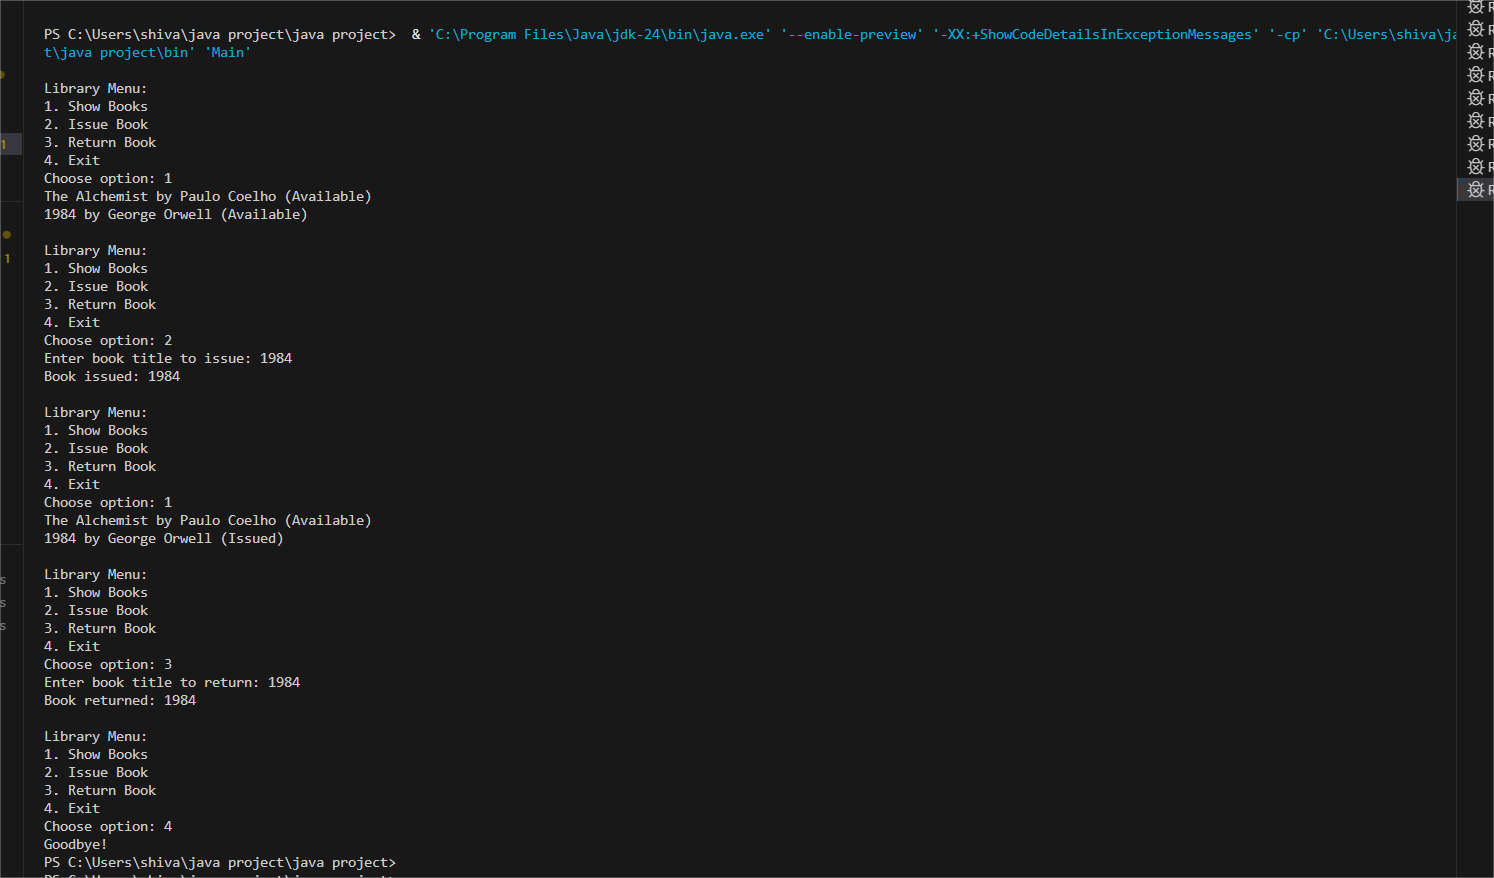 PS C:\Users\shiva\java project\java project>  & 'C:\Program Files\Java\jdk-24\bin\java.exe' '--enable-preview' '-XX:+ShowCodeDetailsInExceptionMessages' '-cp' 'C:\Users\shiva\ja
t\java project\bin' 'Main'
Library Menu:
1. Show Books
2. Issue Book
3. Return Book
4. Exit
Choose option: 1
The Alchemist by Paulo Coelho (Available)
1984 by George Orwell (Available)
Library Menu:
1. Show Books
2. Issue Book
3. Return Book
4. Exit
Choose option: 2
Enter book title to issue: 1984
Book issued: 1984
Library Menu:
1. Show Books
2. Issue Book
3. Return Book
4. Exit
Choose option: 1
The Alchemist by Paulo Coelho (Available)
1984 by George Orwell (Issued)
Library Menu:
1. Show Books
2. Issue Book
3. Return Book
4. Exit
Choose option: 3
Enter book title to return: 1984
Book returned: 1984
Library Menu:
1. Show Books
2. Issue Book
3. Return Book
4. Exit
Choose option: 4
Goodbye!
PS C:\Users\shiva\java project\java project>